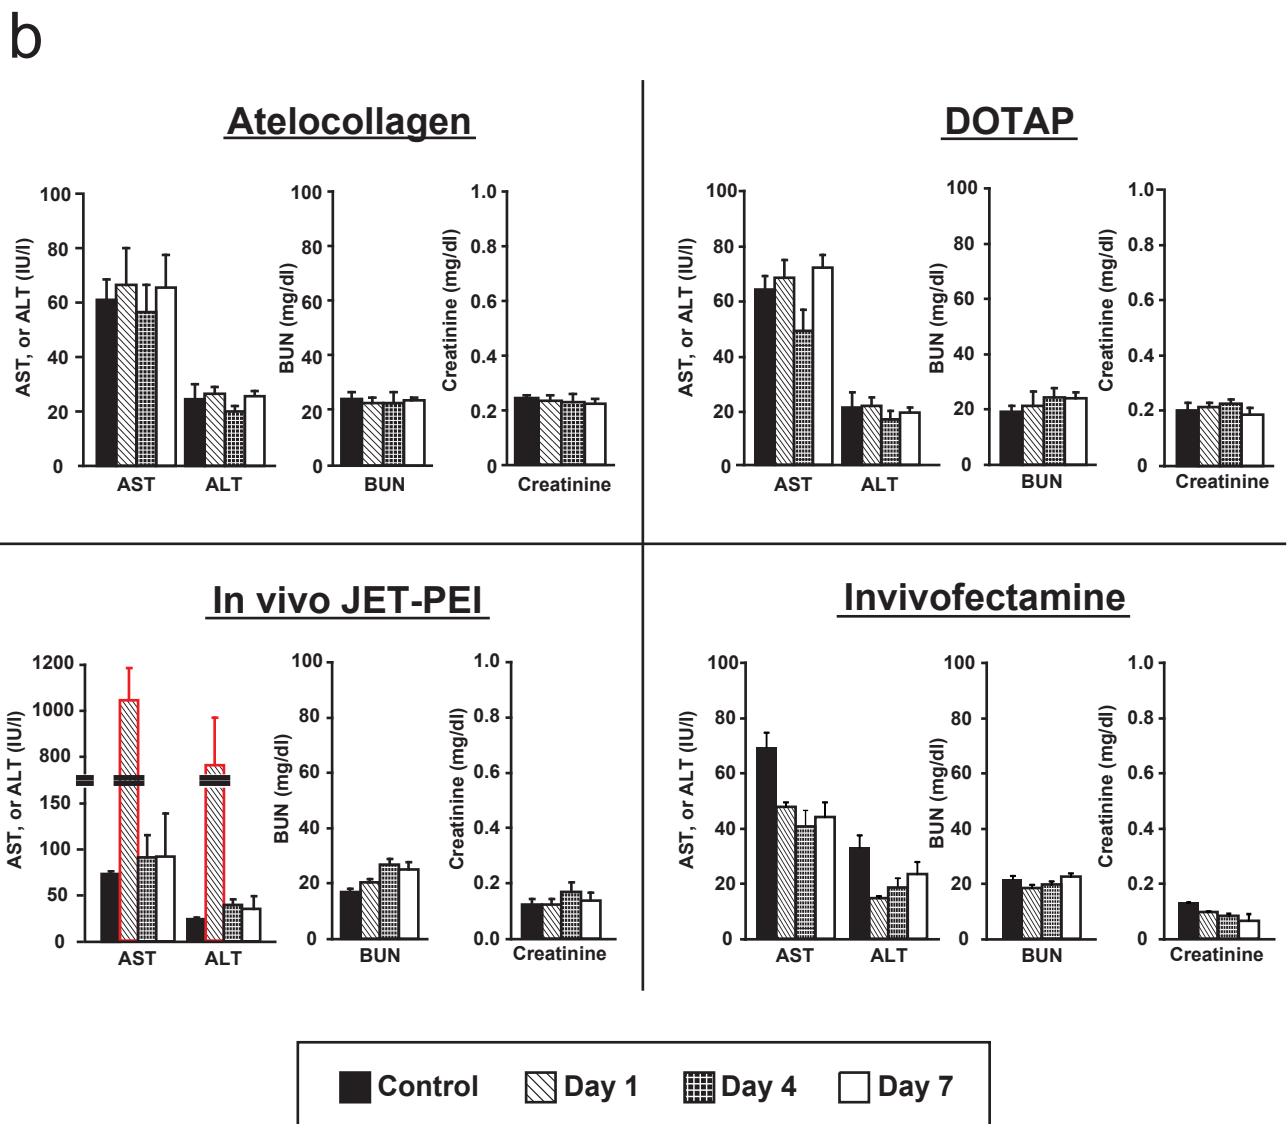 b
Atelocollagen
AST, or ALT (IU/l)
100
80
60
40
20
0
AST
ALT
BUN (mg/dl)
100
80
60
40
20
0
BUN
Creatinine (mg/dl)
1.0
0.8
0.6
0.4
0.2
0
Creatinine
DOTAP
AST, or ALT (IU/l)
100
80
60
40
20
0
AST
ALT
BUN (mg/dl)
100
80
60
40
20
0
BUN
Creatinine (mg/dl)
1.0
0.8
0.6
0.4
0.2
0
Creatinine
In vivo JET-PEI
AST, or ALT (IU/l)
1200
1000
800
150
100
50
0
AST
ALT
BUN (mg/dl)
100
80
60
40
20
0
BUN
Creatinine (mg/dl)
1.0
0.8
0.6
0.4
0.2
0.0
Creatinine
Invivofectamine
AST, or ALT (IU/l)
100
80
60
40
20
0
AST
ALT
BUN (mg/dl)
100
80
60
40
20
0
BUN
Creatinine (mg/dl)
1.0
0.8
0.6
0.4
0.2
0
Creatinine
Control
Day 1
Day 4
Day 7